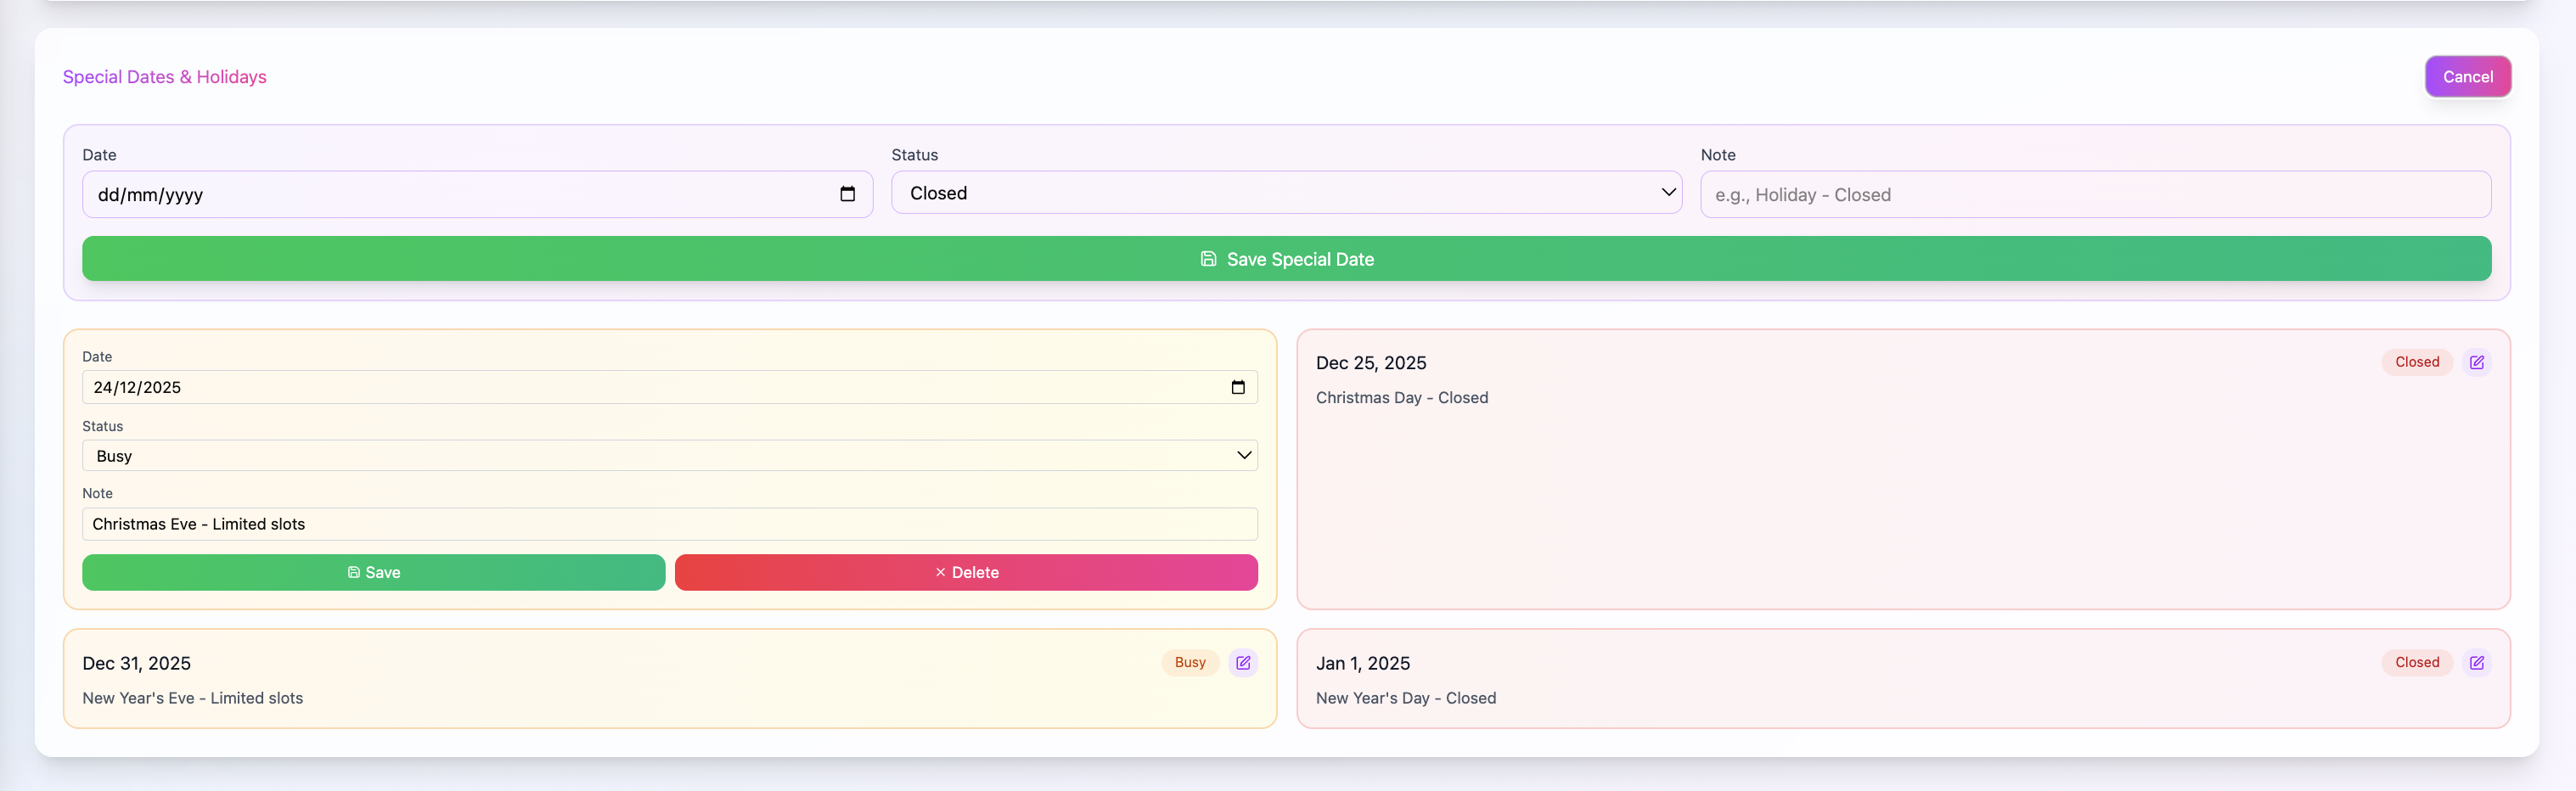 Special Dates & Holidays
Cancel
Date
Status
Note
dd/mm/yyyy
Closed
e.g., Holiday - Closed
Save Special Date
Date
24/12/2025
Status
Busy
Note
Christmas Eve - Limited slots
Save
Delete
Dec 25, 2025
Closed
Christmas Day - Closed
Dec 31, 2025
Busy
New Year's Eve - Limited slots
Jan 1, 2025
Closed
New Year's Day - Closed